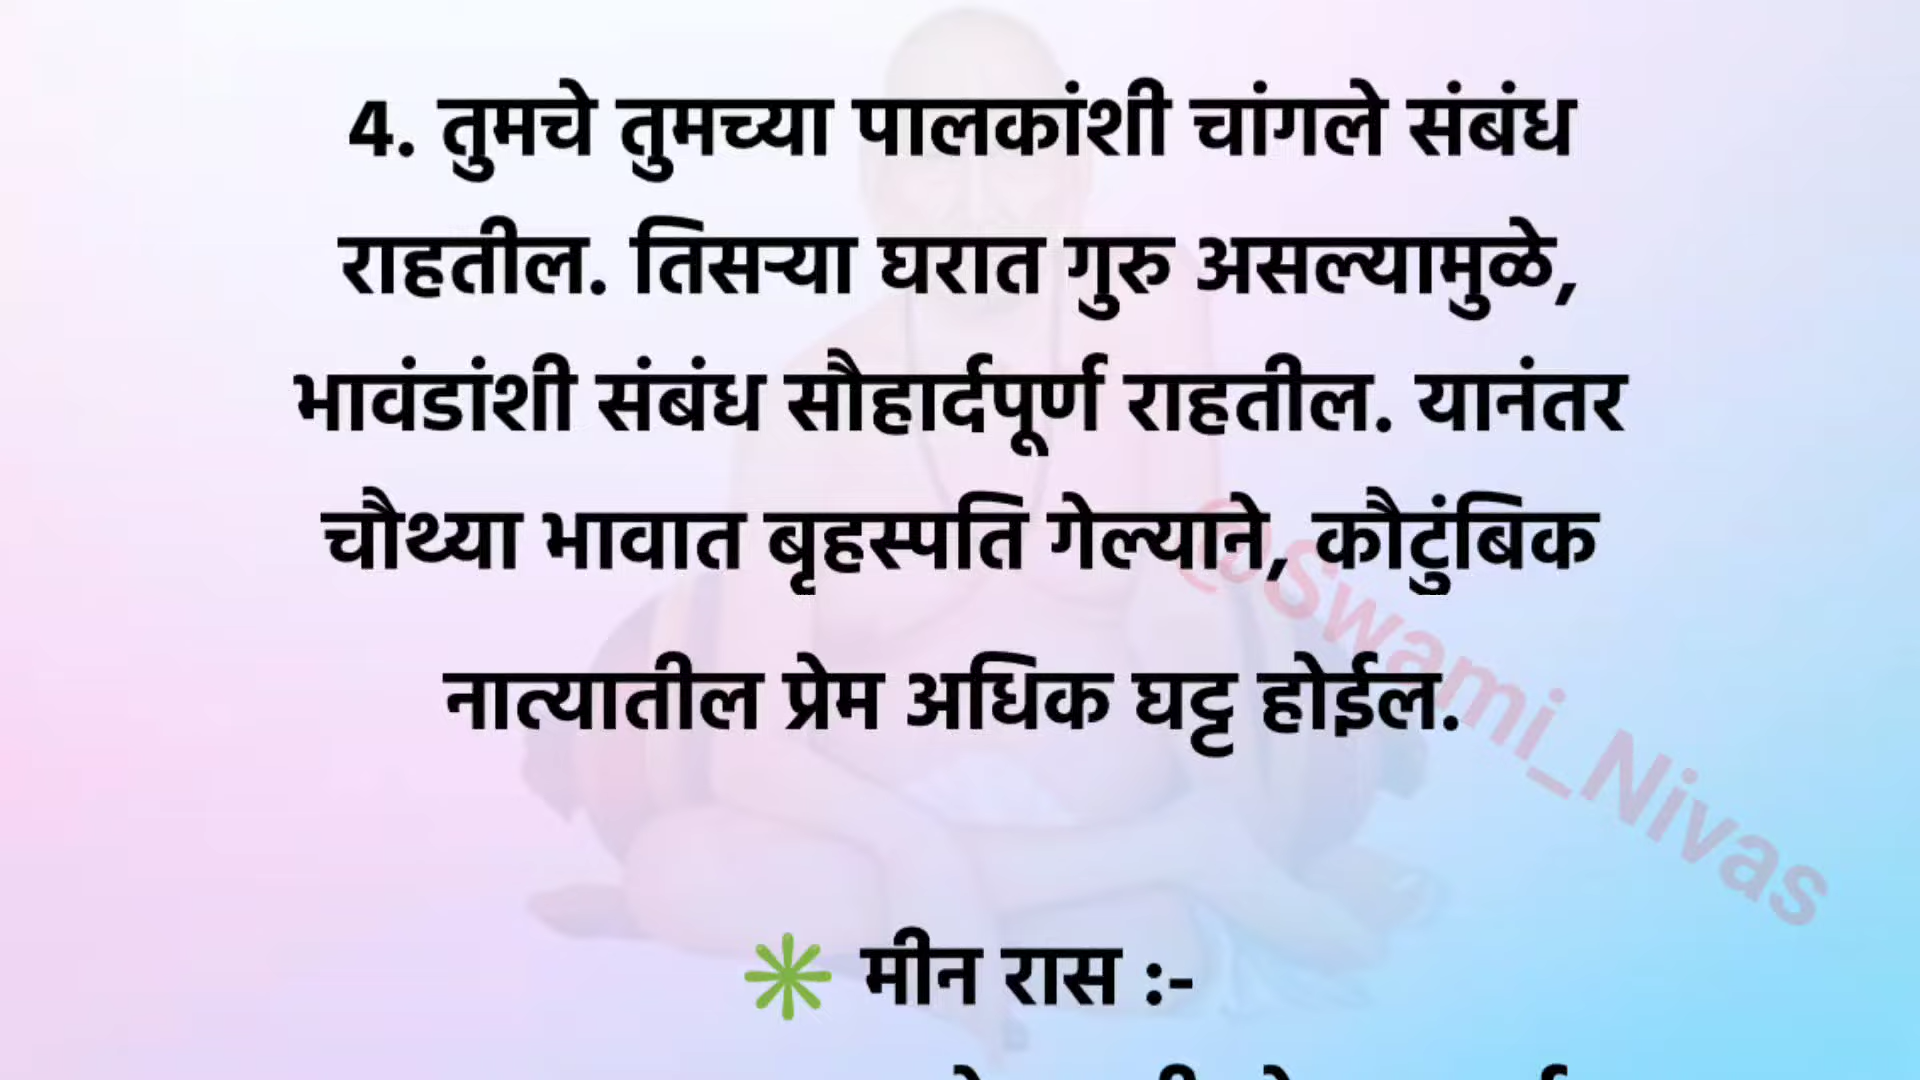 4. तुमचे तुमच्या पालकांशी चांगले संबंध
राहतील. तिसऱ्या घरात गुरु असल्यामुळे,
भावंडांशी संबंध सौहार्दपूर्ण राहतील. यानंतर
चौथ्या भावात बृहस्पति गेल्याने, कौटुंबिक
नात्यातील प्रेम अधिक घट्ट होईल.
@Swami_Nivas
✳ मीन रास :-